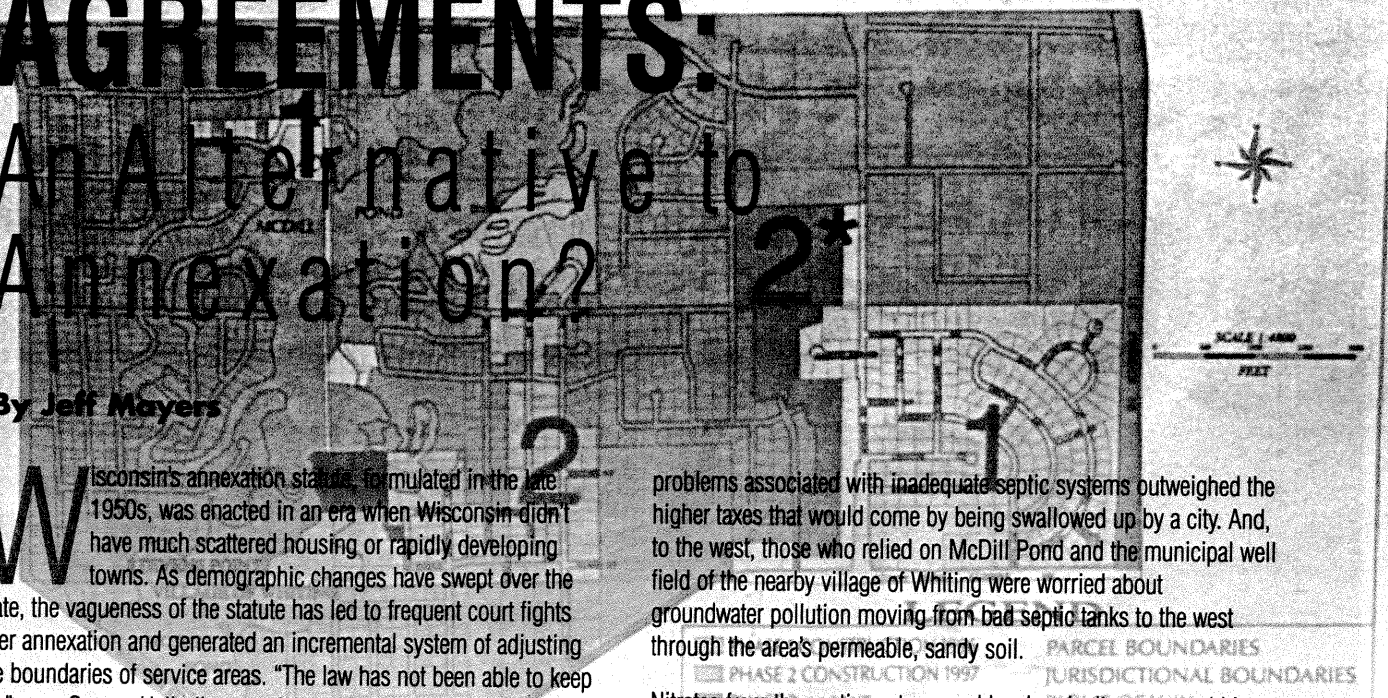 AGREEMENTS:
An Alternative to
Annexation?
By Jeff Mayers
Wisconsin's annexation statute, formulated in the late
1950s, was enacted in an era when Wisconsin didn't
have much scattered housing or rapidly developing
towns. As demographic changes have swept over the
ate, the vagueness of the statute has led to frequent court fights
er annexation and generated an incremental system of adjusting
e boundaries of service areas. "The law has not been able to keep
problems associated with inadequate septic systems outweighed the
higher taxes that would come by being swallowed up by a city. And,
to the west, those who relied on McDill Pond and the municipal well
field of the nearby village of Whiting were worried about
groundwater pollution moving from bad septic tanks to the west
through the area's permeable, sandy soil.
1
MCDILL
POND
2*
2
1
SCALE 1 : 4800
FEET
LEGEND
PHASE 2 CONSTRUCTION 1997
PARCEL BOUNDARIES
JURISDICTIONAL BOUNDARIES